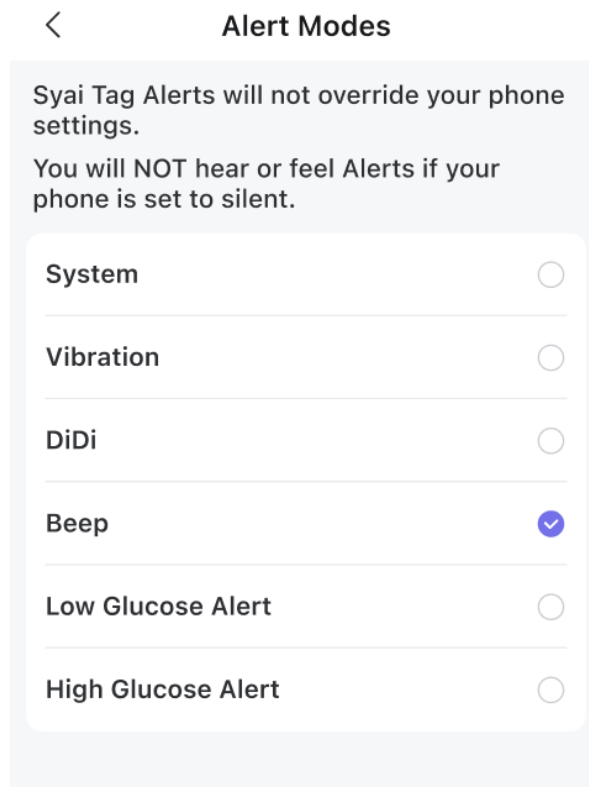 Alert Modes
Syai Tag Alerts will not override your phone
settings.
You will NOT hear or feel Alerts if your
phone is set to silent.
System
Vibration
DiDi
Beep
Low Glucose Alert
High Glucose Alert